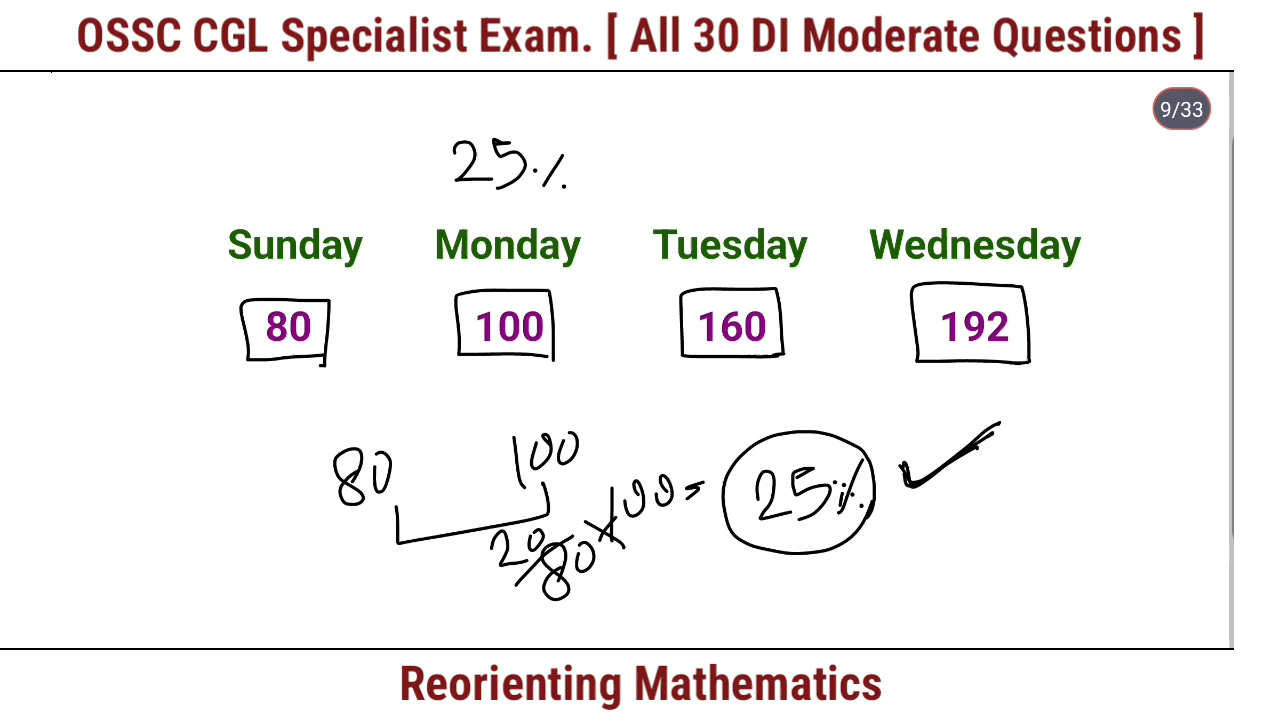 OSSC CGL Specialist Exam. [ All 30 DI Moderate Questions ]
9/33
25%
Sunday Monday Tuesday Wednesday
80 100 160 192
80 100
20/80 × 100 = 25%
Reorienting Mathematics